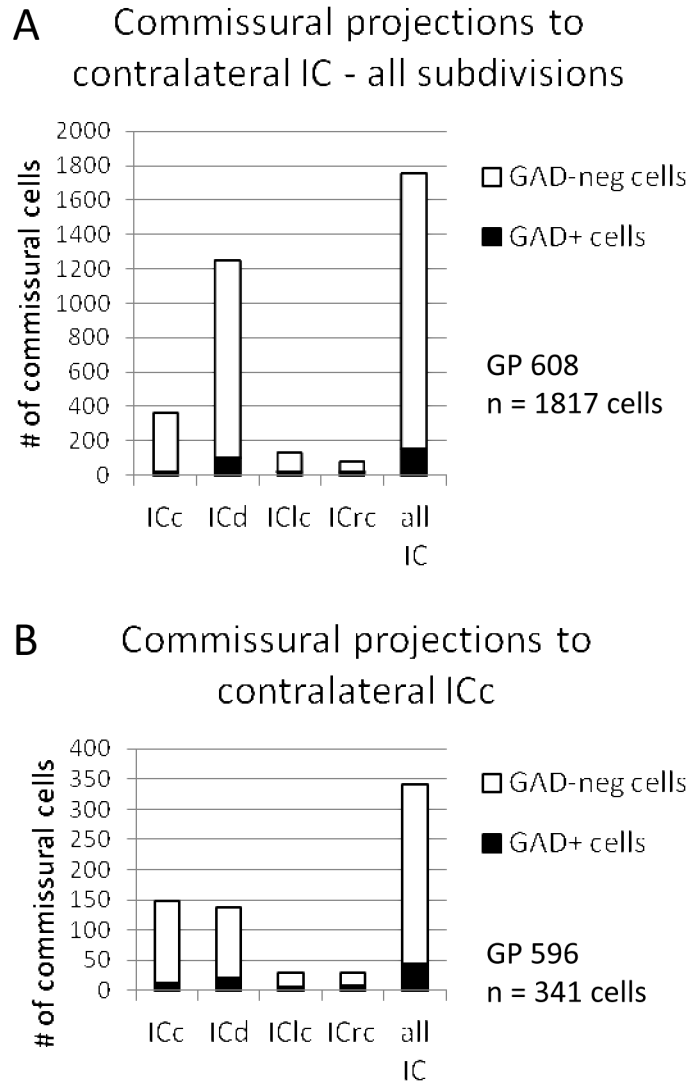 A
Commissural projections to
contralateral IC - all subdivisions
# of commissural cells
2000
1800
1600
1400
1200
1000
800
600
400
200
0
ICc ICd IClc ICrc all
IC
GAD-neg cells
GAD+ cells
GP 608
n = 1817 cells
B
Commissural projections to
contralateral ICc
# of commissural cells
400
350
300
250
200
150
100
50
0
ICc ICd IClc ICrc all
IC
GAD-neg cells
GAD+ cells
GP 596
n = 341 cells